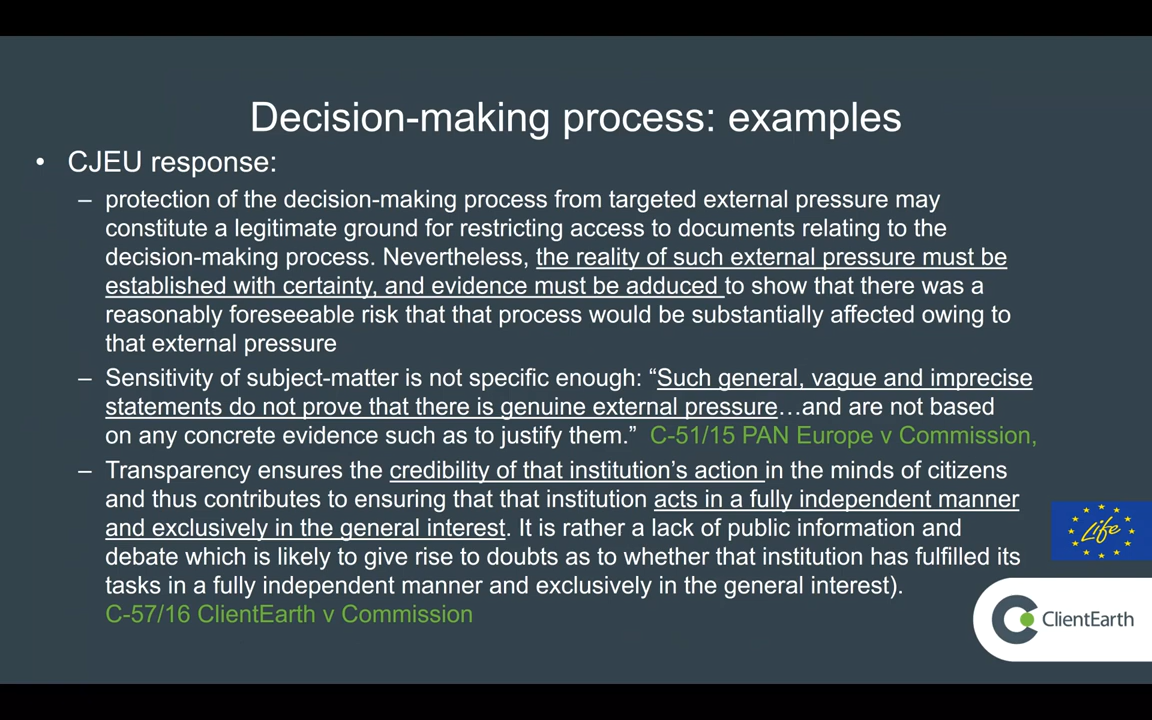 Decision-making process: examples
• CJEU response:
– protection of the decision-making process from targeted external pressure may
constitute a legitimate ground for restricting access to documents relating to the
decision-making process. Nevertheless, the reality of such external pressure must be
established with certainty, and evidence must be adduced to show that there was a
reasonably foreseeable risk that that process would be substantially affected owing to
that external pressure
– Sensitivity of subject-matter is not specific enough: “Such general, vague and imprecise
statements do not prove that there is genuine external pressure…and are not based
on any concrete evidence such as to justify them.” C-51/15 PAN Europe v Commission,
– Transparency ensures the credibility of that institution’s action in the minds of citizens
and thus contributes to ensuring that that institution acts in a fully independent manner
and exclusively in the general interest. It is rather a lack of public information and
debate which is likely to give rise to doubts as to whether that institution has fulfilled its
tasks in a fully independent manner and exclusively in the general interest).
C-57/16 ClientEarth v Commission
Life
ClientEarth